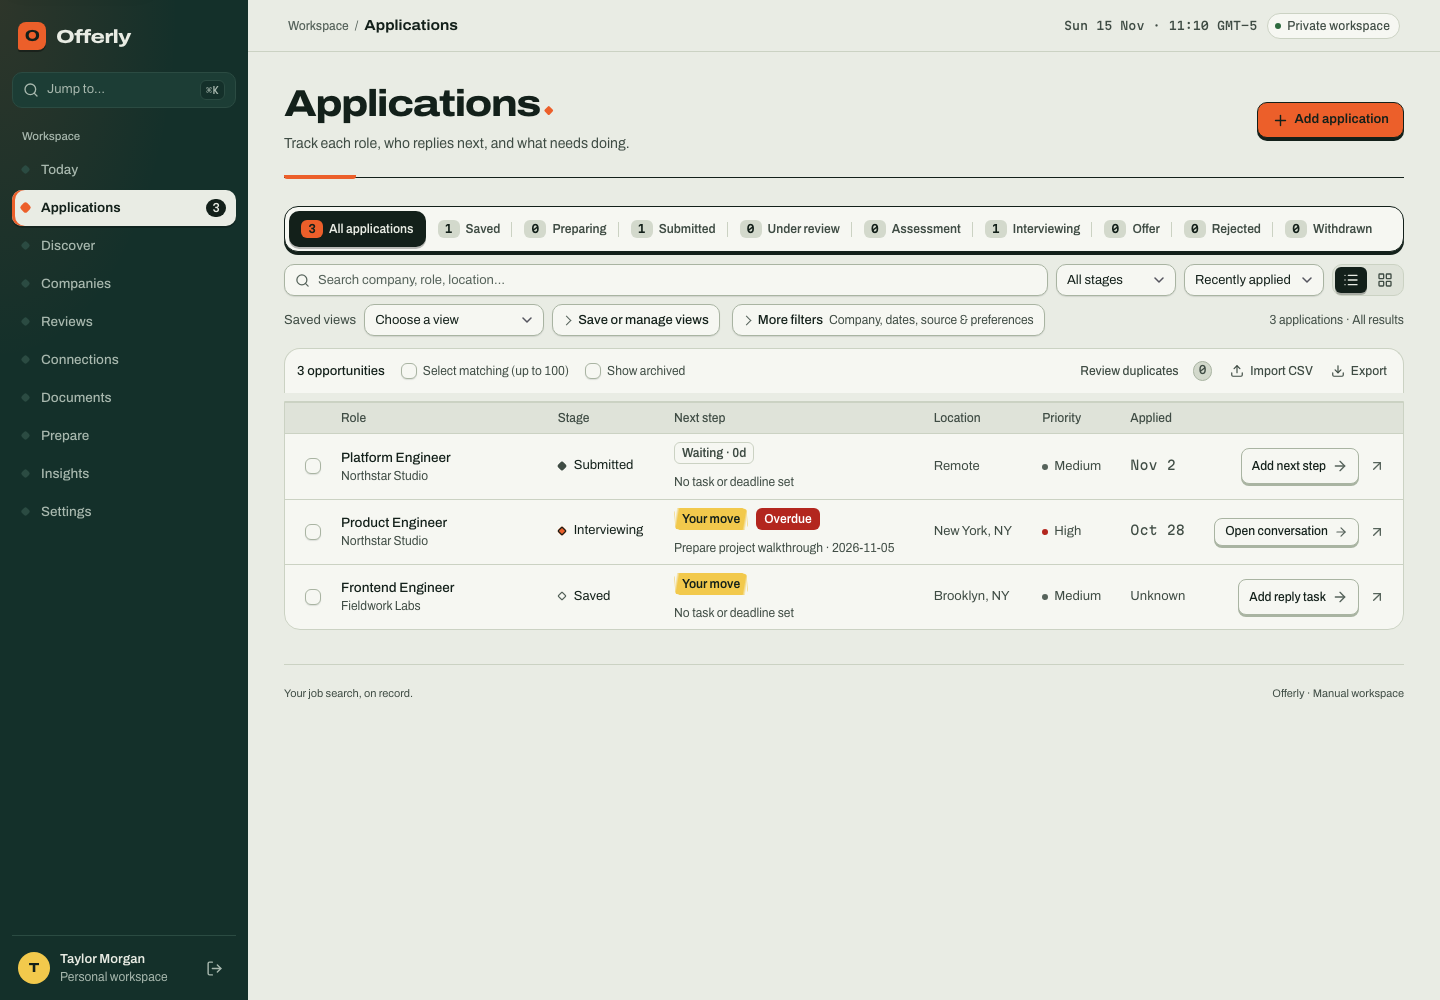 O Offerly
Jump to... ⌘K
Workspace
Today
Applications 3
Discover
Companies
Reviews
Connections
Documents
Prepare
Insights
Settings
T Taylor Morgan
Personal workspace
Workspace / Applications
Sun 15 Nov · 11:10 GMT−5 Private workspace
Applications
Track each role, who replies next, and what needs doing.
Add application
3 All applications 1 Saved 0 Preparing 1 Submitted 0 Under review 0 Assessment 1 Interviewing 0 Offer 0 Rejected 0 Withdrawn
Search company, role, location... All stages Recently applied
Saved views Choose a view Save or manage views More filters Company, dates, source & preferences 3 applications · All results
3 opportunities Select matching (up to 100) Show archived Review duplicates 0 Import CSV Export
Role Stage Next step Location Priority Applied
Platform Engineer
Northstar Studio
Submitted
Waiting · 0d
No task or deadline set
Remote Medium Nov 2 Add next step
Product Engineer
Northstar Studio
Interviewing
Your move Overdue
Prepare project walkthrough · 2026-11-05
New York, NY High Oct 28 Open conversation
Frontend Engineer
Fieldwork Labs
Saved
Your move
No task or deadline set
Brooklyn, NY Medium Unknown Add reply task
Your job search, on record. Offerly · Manual workspace